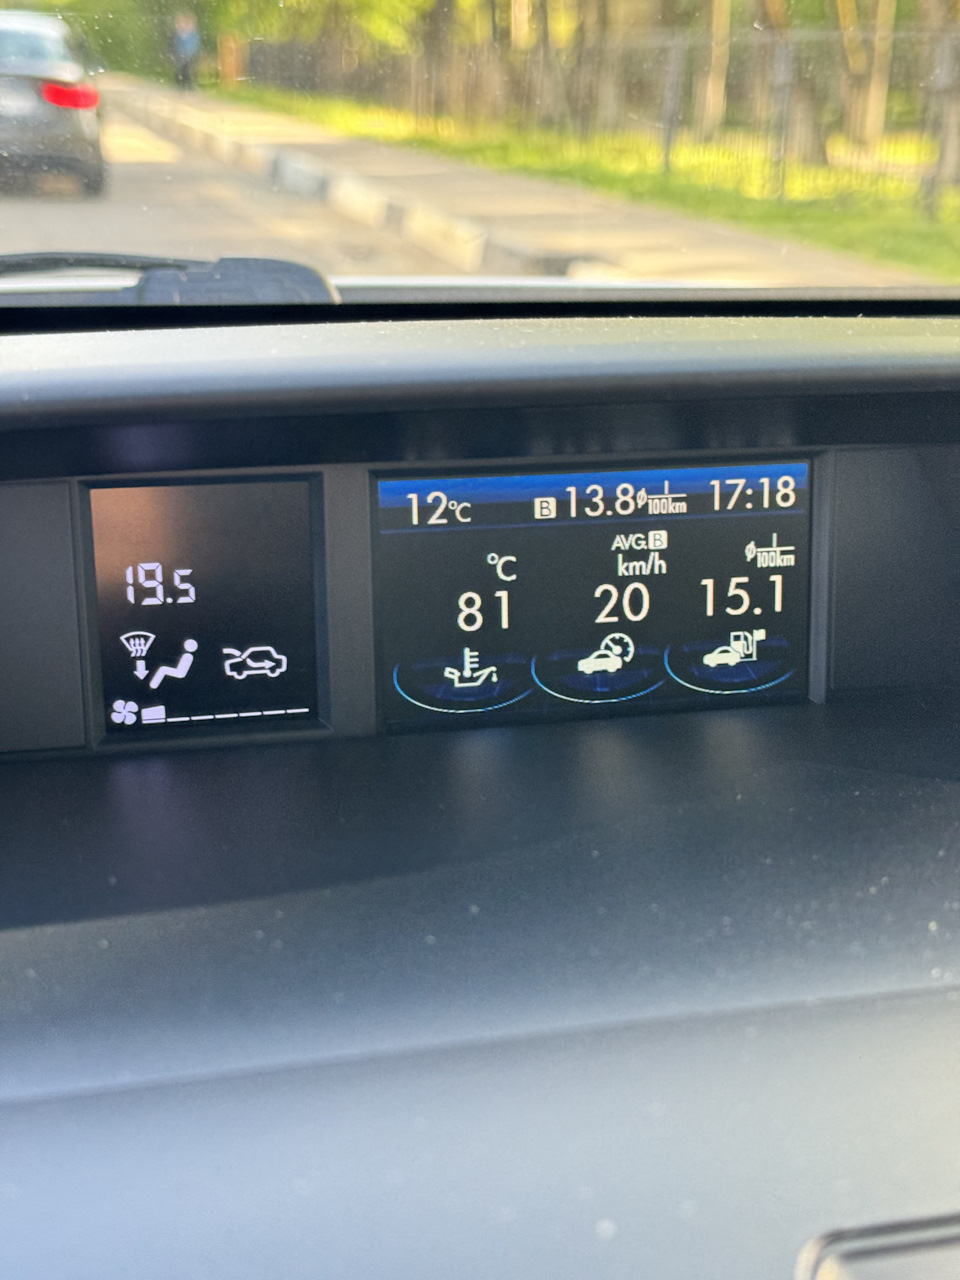 19.5
12°C B 13.8 ø l/100km 17:18
°C AVG.B km/h ø l/100km
81 20 15.1